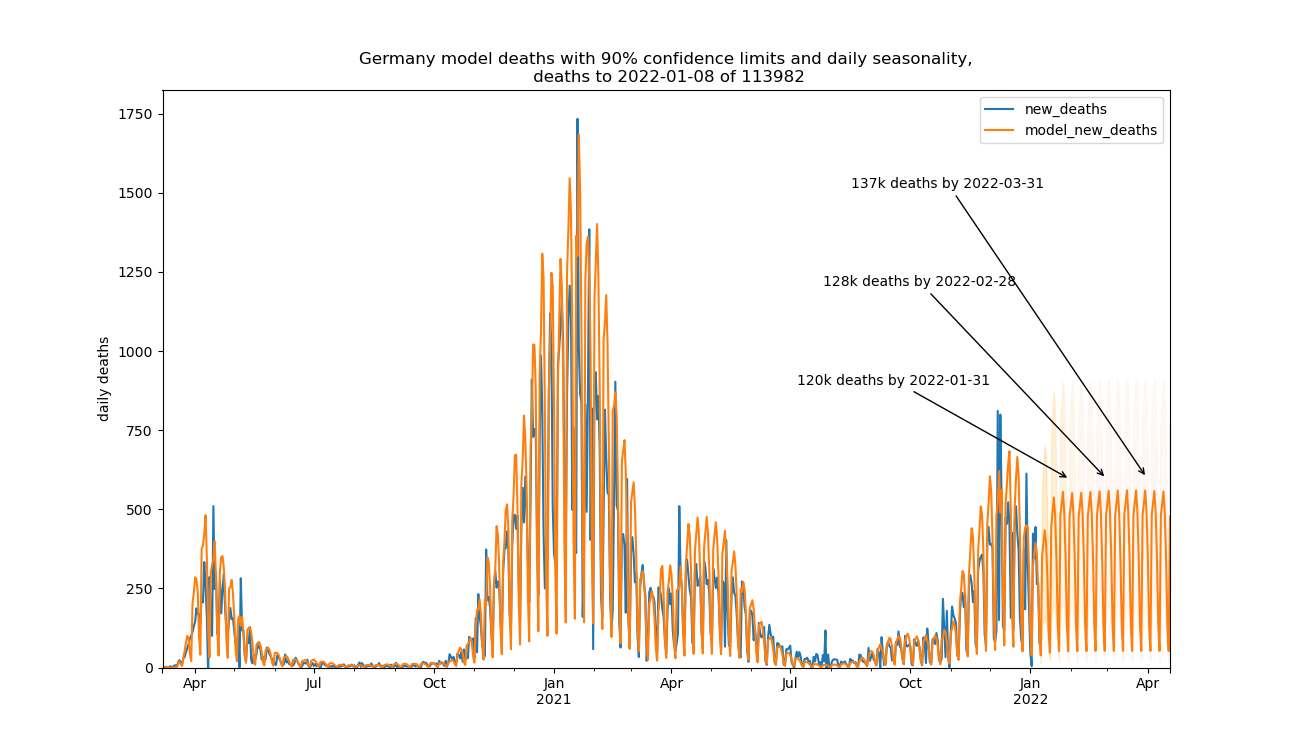 Germany model deaths with 90% confidence limits and daily seasonality,
deaths to 2022-01-08 of 113982
new_deaths
model_new_deaths
1750
1500
1250
1000
750
500
250
0
daily deaths
137k deaths by 2022-03-31
128k deaths by 2022-02-28
120k deaths by 2022-01-31
Apr Jul Oct Jan Apr Jul Oct Jan Apr
2021 2022